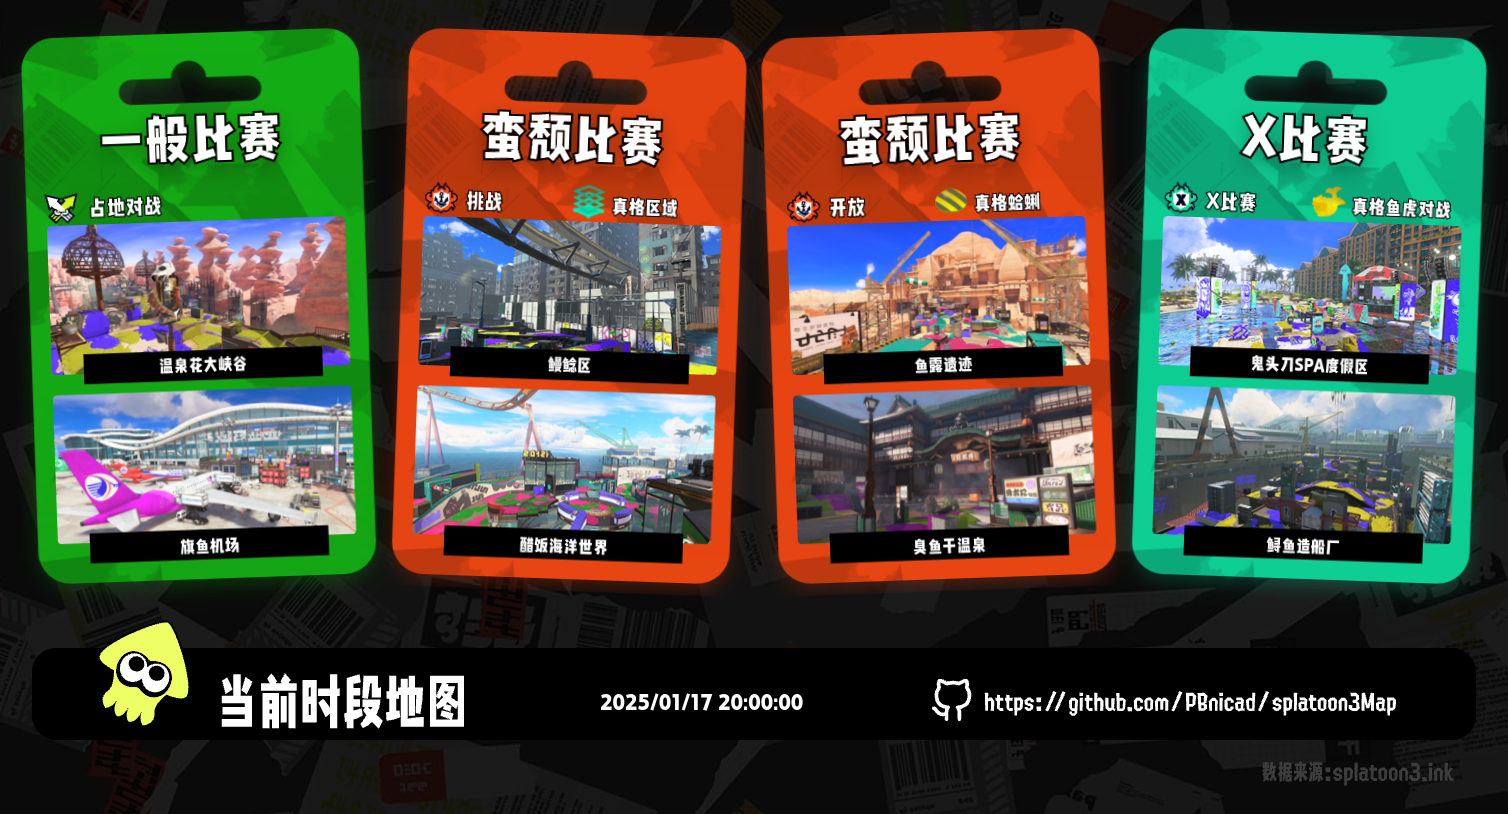 一般比赛
占地对战
温泉花大峡谷
旗鱼机场
蛮颓比赛
挑战
真格区域
鳗鲶区
醋饭海洋世界
蛮颓比赛
开放
真格蛤蜊
鱼露遗迹
臭鱼干温泉
X比赛
X比赛
真格鱼虎对战
鬼头刀SPA度假区
鲟鱼造船厂
当前时段地图
2025/01/17 20:00:00
https://github.com/PBnicad/splatoon3Map
数据来源:splatoon3.ink